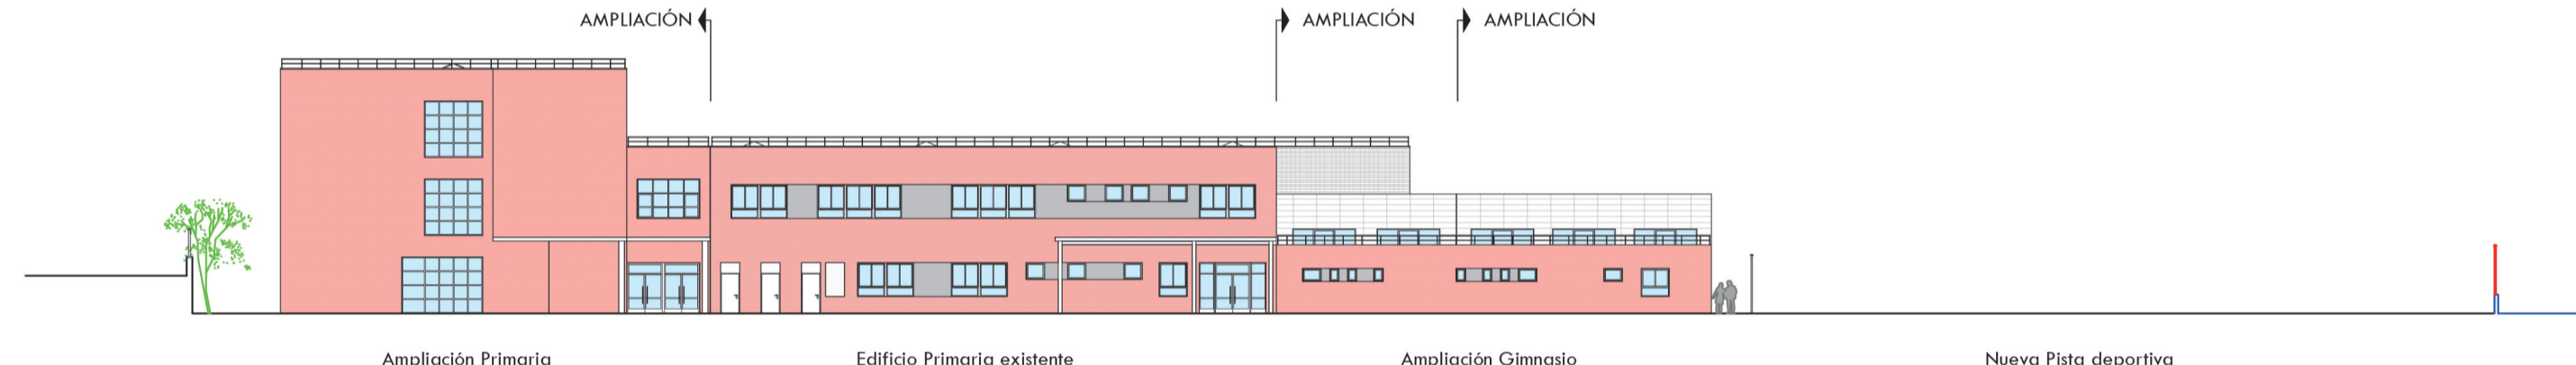 AMPLIACIÓN
AMPLIACIÓN
AMPLIACIÓN
Ampliación Primaria
Edificio Primaria existente
Ampliación Gimnasio
Nueva Pista deportiva